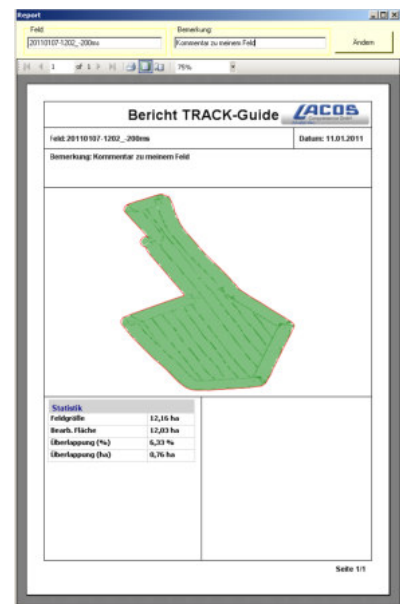 Report
Feld: Bemerkung:
20110107-1202_-200ms Kommentar zu meinem Feld Ändern
1 of 1 75%
Bericht TRACK-Guide LACOS
Feld: 20110107-1202_-200ms Datum: 11.01.2011
Bemerkung: Kommentar zu meinem Feld
Statistik
Feldgröße 12,16 ha
Bearb. Fläche 12,03 ha
Überlappung (%) 6,33 %
Überlappung (ha) 0,76 ha
Seite 1/1